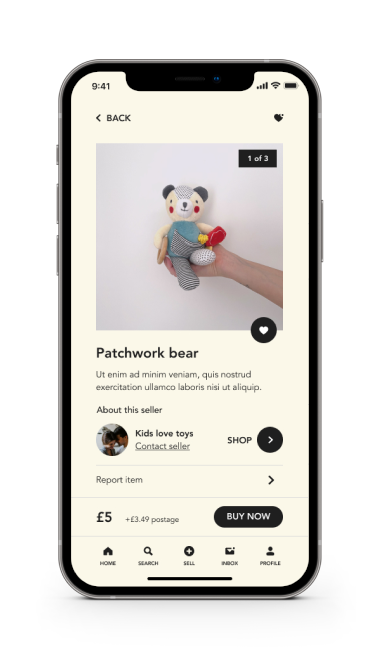 9:41
BACK
1 of 3
Patchwork bear
Ut enim ad minim veniam, quis nostrud
exercitation ullamco laboris nisi ut aliquip.
About this seller
Kids love toys
Contact seller
SHOP
Report item
£5 +£3.49 postage BUY NOW
HOME SEARCH SELL INBOX PROFILE